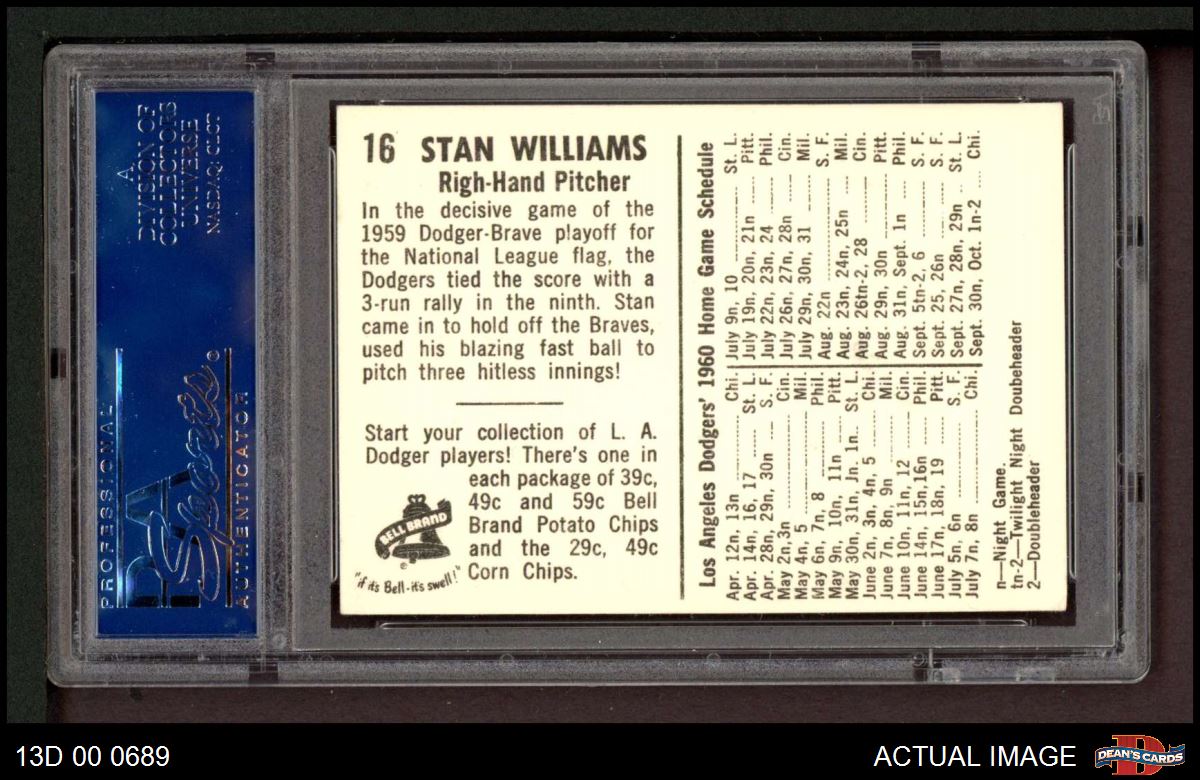 A
DIVISION OF
COLLECTORS
UNIVERSE
NASDAQ: CLCT
PROFESSIONAL
PSA
Sports
AUTHENTICATOR
16 STAN WILLIAMS
Righ-Hand Pitcher
In the decisive game of the
1959 Dodger-Brave playoff for
the National League flag, the
Dodgers tied the score with a
3-run rally in the ninth. Stan
came in to hold off the Braves,
used his blazing fast ball to
pitch three hitless innings!
Start your collection of L. A.
Dodger players! There's one in
each package of 39c,
49c and 59c Bell
Brand Potato Chips
and the 29c, 49c
Corn Chips.
BELL BRAND
"if it's Bell-it's swell!"
Los Angeles Dodgers' 1960 Home Game Schedule
Apr. 12n, 13n Chi.
Apr. 14n, 16, 17 St. L.
Apr. 28n, 29n, 30n S. F.
May 2n, 3n Cin.
May 4n, 5 Mil.
May 6n, 7n, 8 Phil.
May 9n, 10n, 11n Pitt.
May 30n, 31n, Jn. 1n St. L.
June 2n, 3n, 4n, 5 Chi.
June 7n, 8n, 9n Mil.
June 10n, 11n, 12 Cin.
June 14n, 15n, 16n Phil.
June 17n, 18n, 19 Pitt.
July 5n, 6n S. F.
July 7n, 8n Chi.
July 9n, 10 St. L.
July 19n, 20n, 21n Pitt.
July 22n, 23n, 24 Phil.
July 26n, 27n, 28n Cin.
July 29n, 30n, 31 Mil.
Aug. 22n S. F.
Aug. 23n, 24n, 25n Mil.
Aug. 26tn-2, 28 Cin.
Aug. 29n, 30n Pitt.
Aug. 31n, Sept. 1n Phil.
Sept. 5tn-2, 6 S. F.
Sept. 25, 26n S. F.
Sept. 27n, 28n, 29n St. L.
Sept. 30n, Oct. 1n-2 Chi.
n—Night Game.
tn-2—Twilight Night Doubeheader
2—Doubleheader
13D 00 0689
ACTUAL IMAGE
DEAN'S CARDS